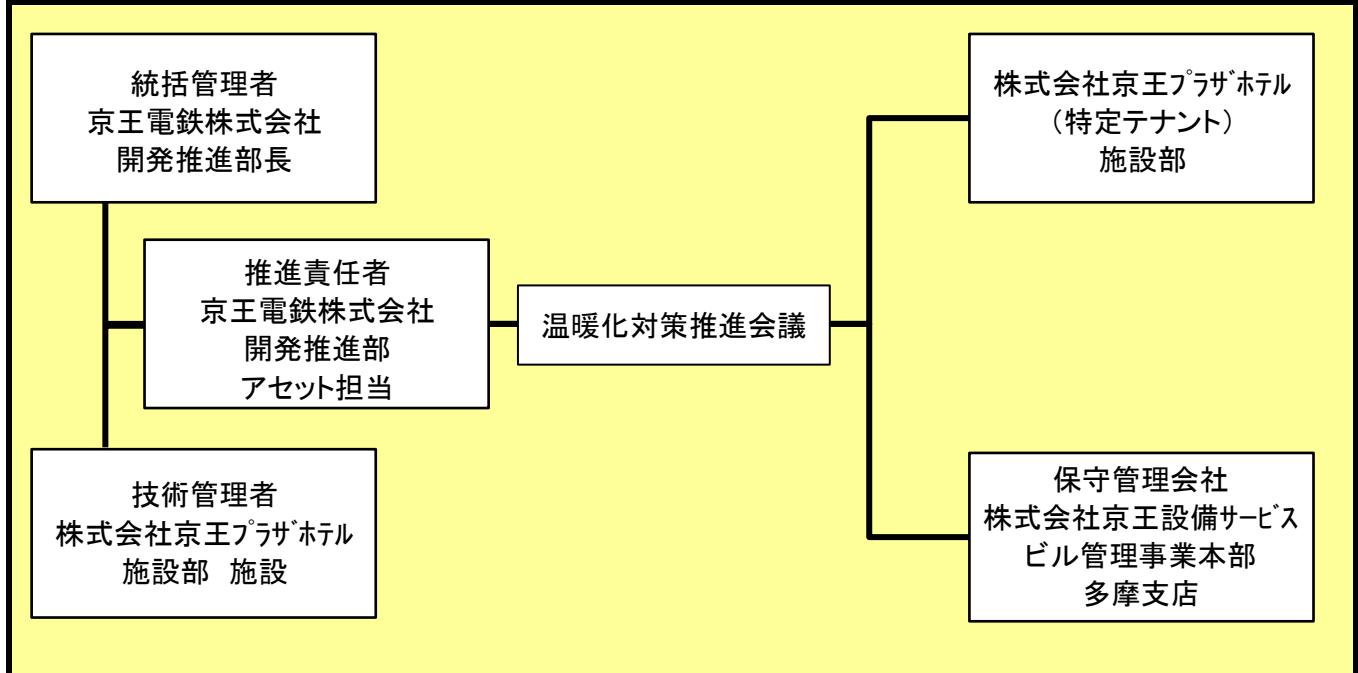 統括管理者
京王電鉄株式会社
開発推進部長
推進責任者
京王電鉄株式会社
開発推進部
アセット担当
技術管理者
株式会社京王ﾌﾟﾗｻﾞﾎﾃﾙ
施設部　施設
温暖化対策推進会議
株式会社京王ﾌﾟﾗｻﾞﾎﾃﾙ
（特定テナント）
施設部
保守管理会社
株式会社京王設備ｻｰﾋﾞｽ
ビル管理事業本部
多摩支店